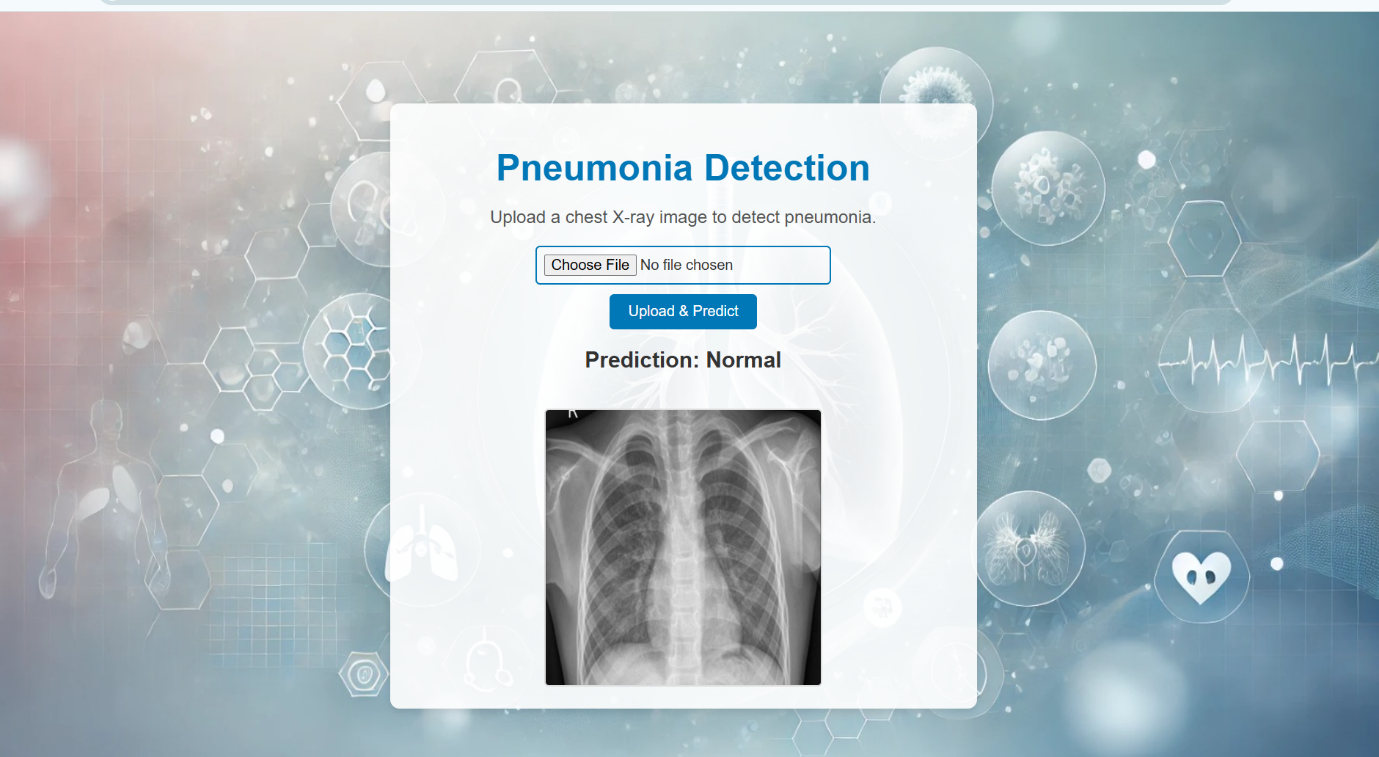 Pneumonia Detection
Upload a chest X-ray image to detect pneumonia.
Choose File No file chosen
Upload & Predict
Prediction: Normal
R